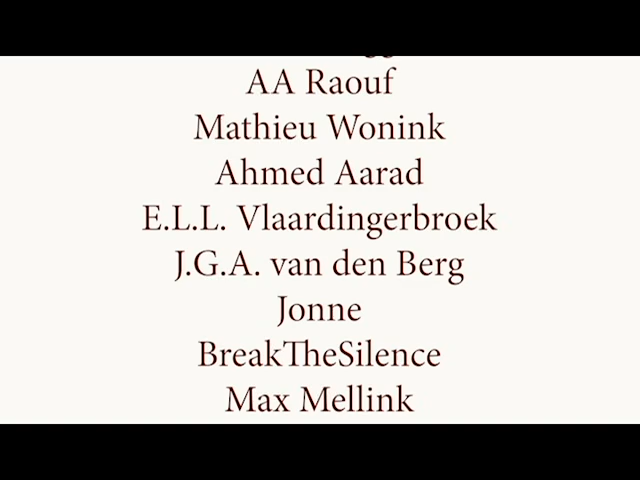 AA Raouf
Mathieu Wonink
Ahmed Aarad
E.L.L. Vlaardingerbroek
J.G.A. van den Berg
Jonne
BreakTheSilence
Max Mellink